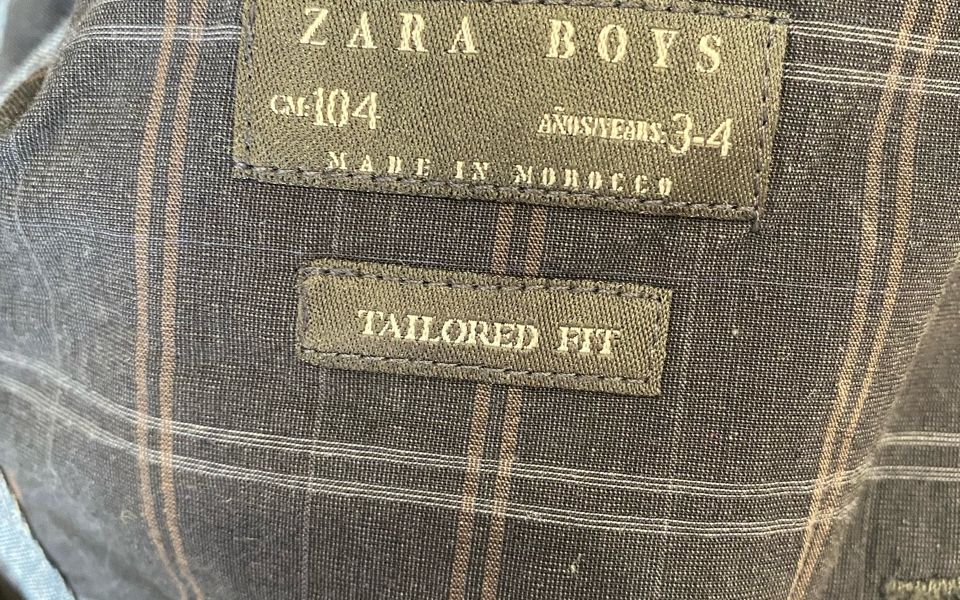 ZARA BOYS
CM: 104 AÑOS/YEARS: 3-4
MADE IN MOROCCO
TAILORED FIT